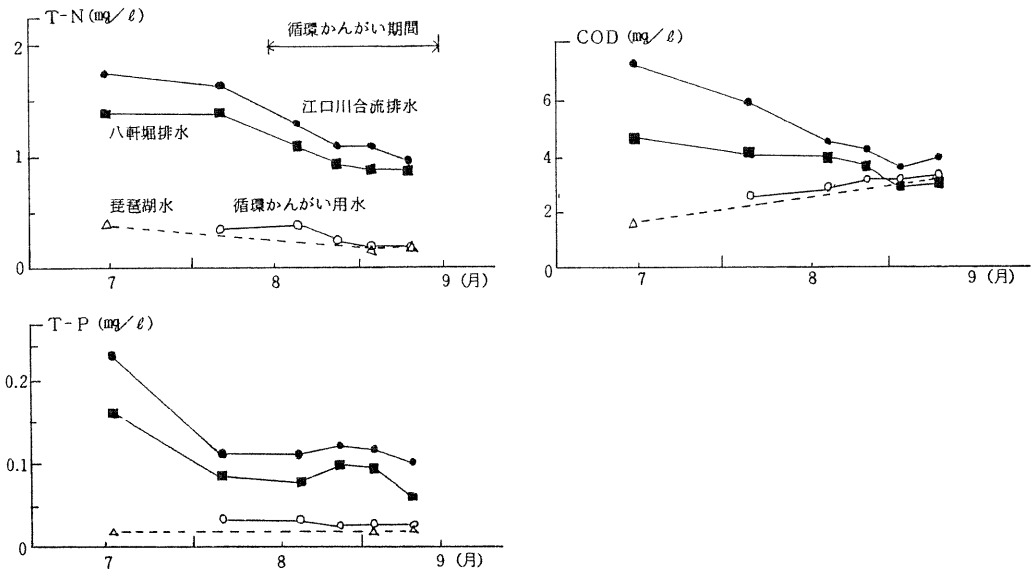 T-N (mg/ℓ)
循環かんがい期間
2
江口川合流排水
八軒堀排水
1
琵琶湖水
循環かんがい用水
0
7
8
9 (月)
COD (mg/ℓ)
6
4
2
0
7
8
9 (月)
T-P (mg/ℓ)
0.2
0.1
0
7
8
9 (月)